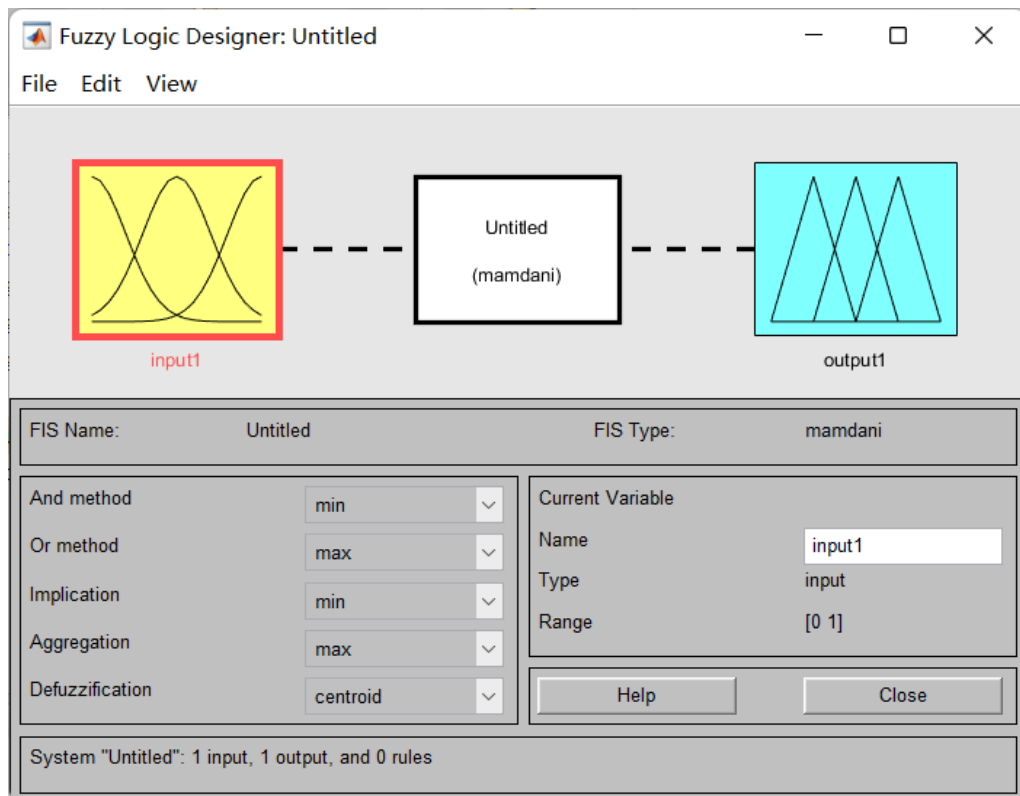 Fuzzy Logic Designer: Untitled
File Edit View
Untitled
(mamdani)
input1
output1
FIS Name: Untitled FIS Type: mamdani
And method min
Or method max
Implication min
Aggregation max
Defuzzification centroid
Current Variable
Name input1
Type input
Range [0 1]
Help Close
System "Untitled": 1 input, 1 output, and 0 rules